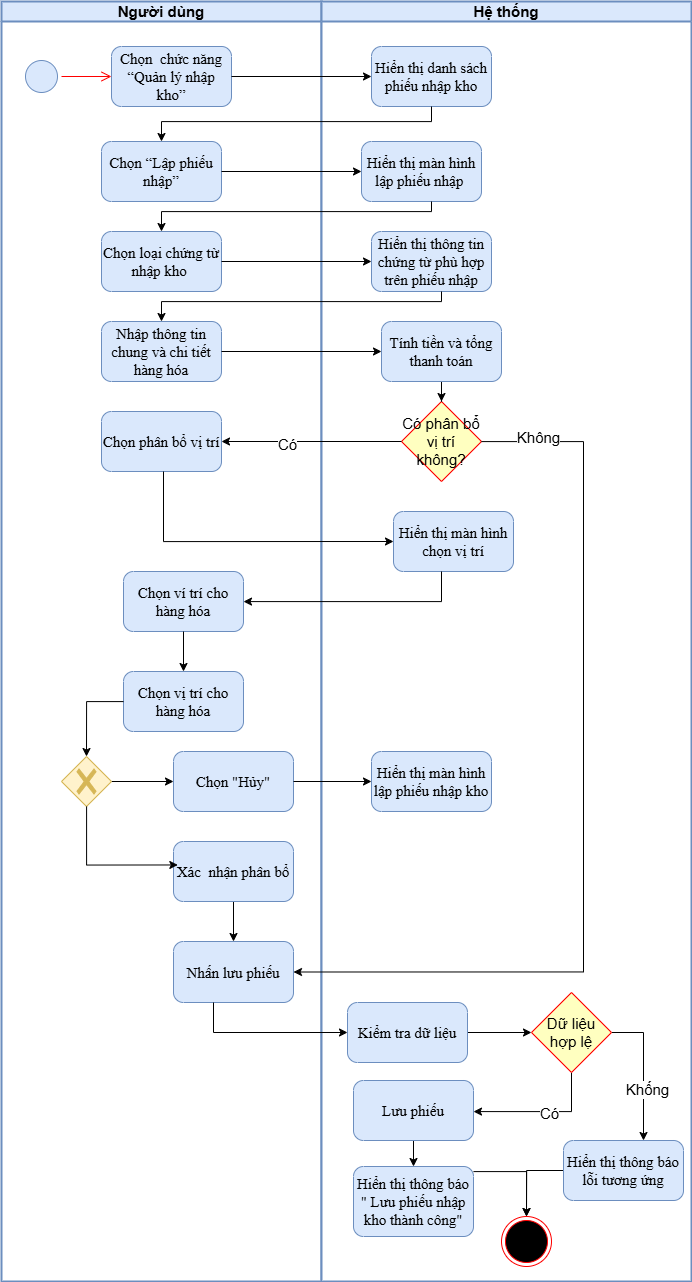 Người dùng
Hệ thống
Chọn chức năng
“Quản lý nhập
kho”
Hiển thị danh sách
phiếu nhập kho
Chọn “Lập phiếu
nhập”
Hiển thị màn hình
lập phiếu nhập
Chọn loại chứng từ
nhập kho
Hiển thị thông tin
chứng từ phù hợp
trên phiếu nhập
Nhập thông tin
chung và chi tiết
hàng hóa
Tính tiền và tổng
thanh toán
Chọn phân bổ vị trí
Có
Có phân bổ
vị trí
không?
Không
Hiển thị màn hình
chọn vị trí
Chọn ví trí cho
hàng hóa
Chọn vị trí cho
hàng hóa
Chọn "Hủy"
Hiển thị màn hình
lập phiếu nhập kho
Xác nhận phân bổ
Nhấn lưu phiếu
Kiểm tra dữ liệu
Dữ liệu
hợp lệ
Khống
Lưu phiếu
Có
Hiển thị thông báo
lỗi tương ứng
Hiển thị thông báo
" Lưu phiếu nhập
kho thành công"